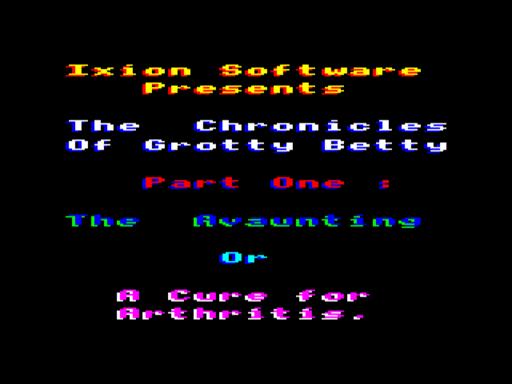 Ixion Software
Presents
The Chronicles
Of Grotty Betty
Part One :
The Avaunting
Or
A Cure for
Arthritis.